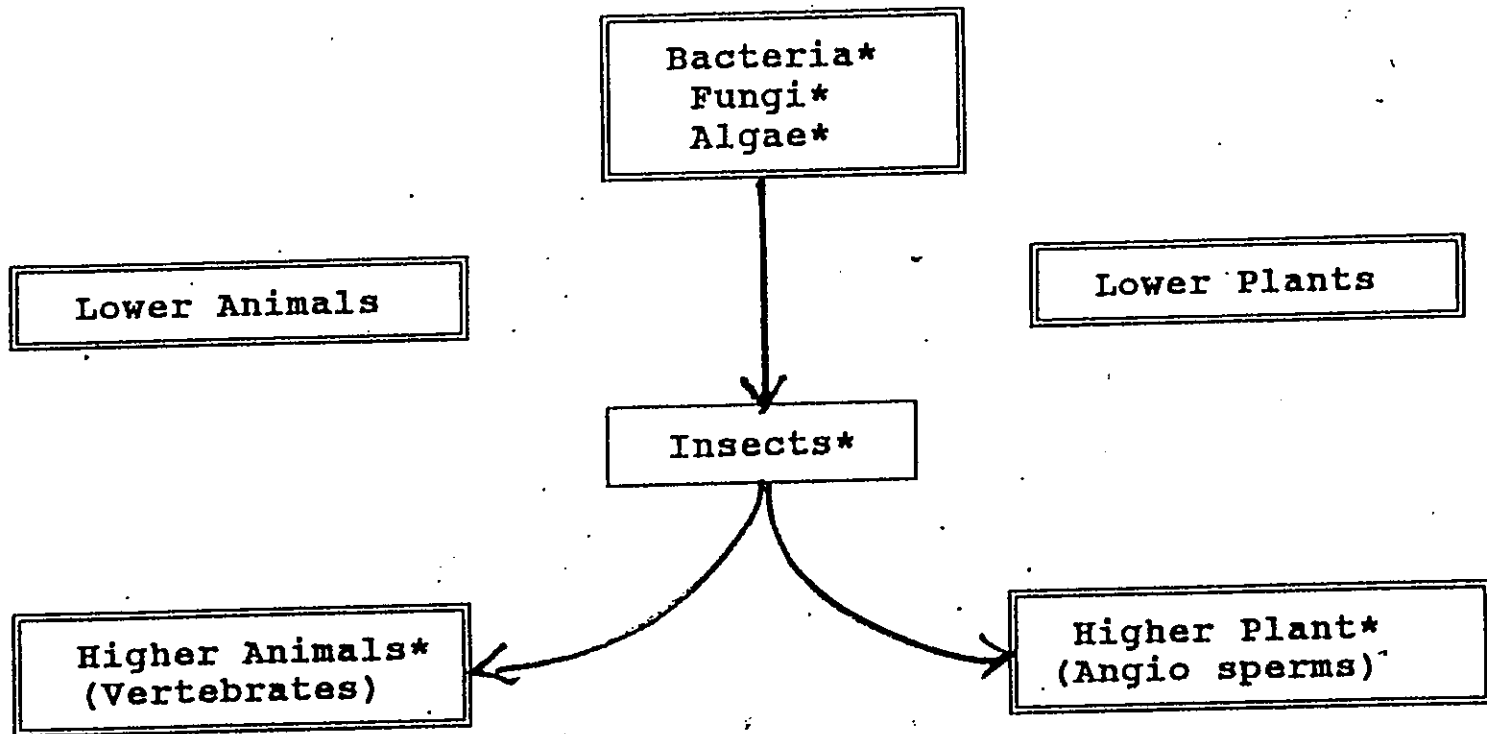 Bacteria*
Fungi*
Algae*
Lower Animals
Lower Plants
Insects*
Higher Animals*
(Vertebrates)
Higher Plant*
(Angio sperms)